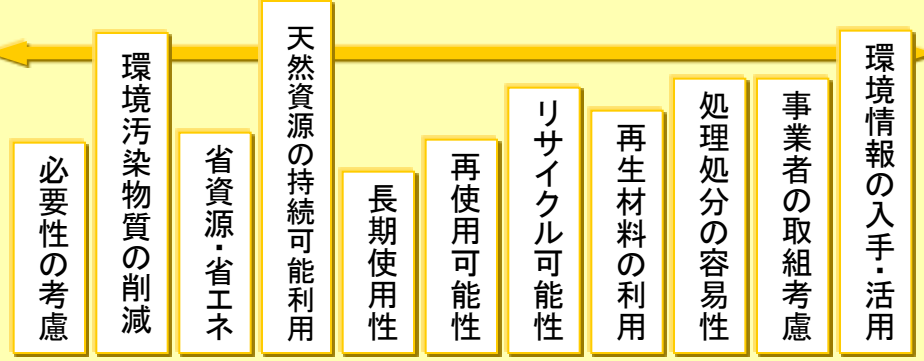 必要性の考慮
環境汚染物質の削減
省資源・省エネ
天然資源の持続可能利用
長期使用性
再使用可能性
リサイクル可能性
再生材料の利用
処理処分の容易性
事業者の取組考慮
環境情報の入手・活用